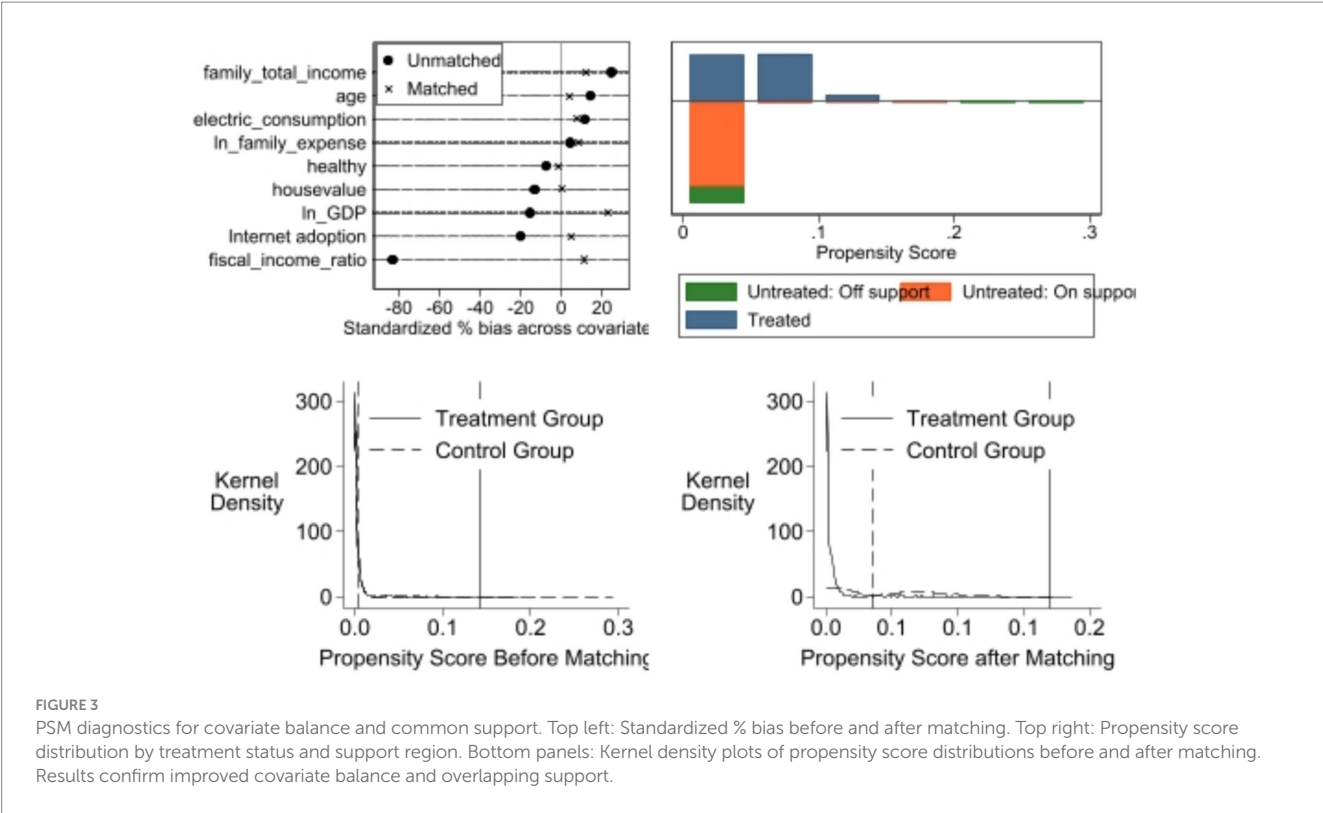 Unmatched
Matched
family_total_income
age
electric_consumption
ln_family_expense
healthy
housevalue
ln_GDP
Internet adoption
fiscal_income_ratio
-80 -60 -40 -20 0 20
Standardized % bias across covariate
0 .1 .2 .3
Propensity Score
Untreated: Off support Untreated: On suppor
Treated
300
200
100
0
Kernel
Density
Treatment Group
Control Group
0.0 0.1 0.2 0.3
Propensity Score Before Matching
300
200
100
0
Kernel
Density
Treatment Group
Control Group
0.0 0.1 0.1 0.1 0.2
Propensity Score after Matching
FIGURE 3
PSM diagnostics for covariate balance and common support. Top left: Standardized % bias before and after matching. Top right: Propensity score
distribution by treatment status and support region. Bottom panels: Kernel density plots of propensity score distributions before and after matching.
Results confirm improved covariate balance and overlapping support.